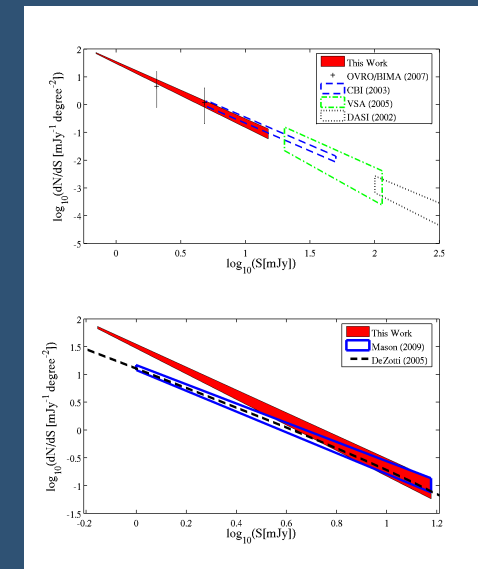 2
1
0
-1
-2
-3
-4
-5
0
0.5
1
1.5
2
2.5
log10(dN/dS [mJy-1 degree-2])
log10(S[mJy])
This Work
OVRO/BIMA (2007)
CBI (2003)
VSA (2005)
DASI (2002)
2
1.5
1
0.5
0
-0.5
-1
-1.5
-0.2
0
0.2
0.4
0.6
0.8
1
1.2
log10(dN/dS [mJy-1 degree-2])
log10(S[mJy])
This Work
Mason (2009)
DeZotti (2005)